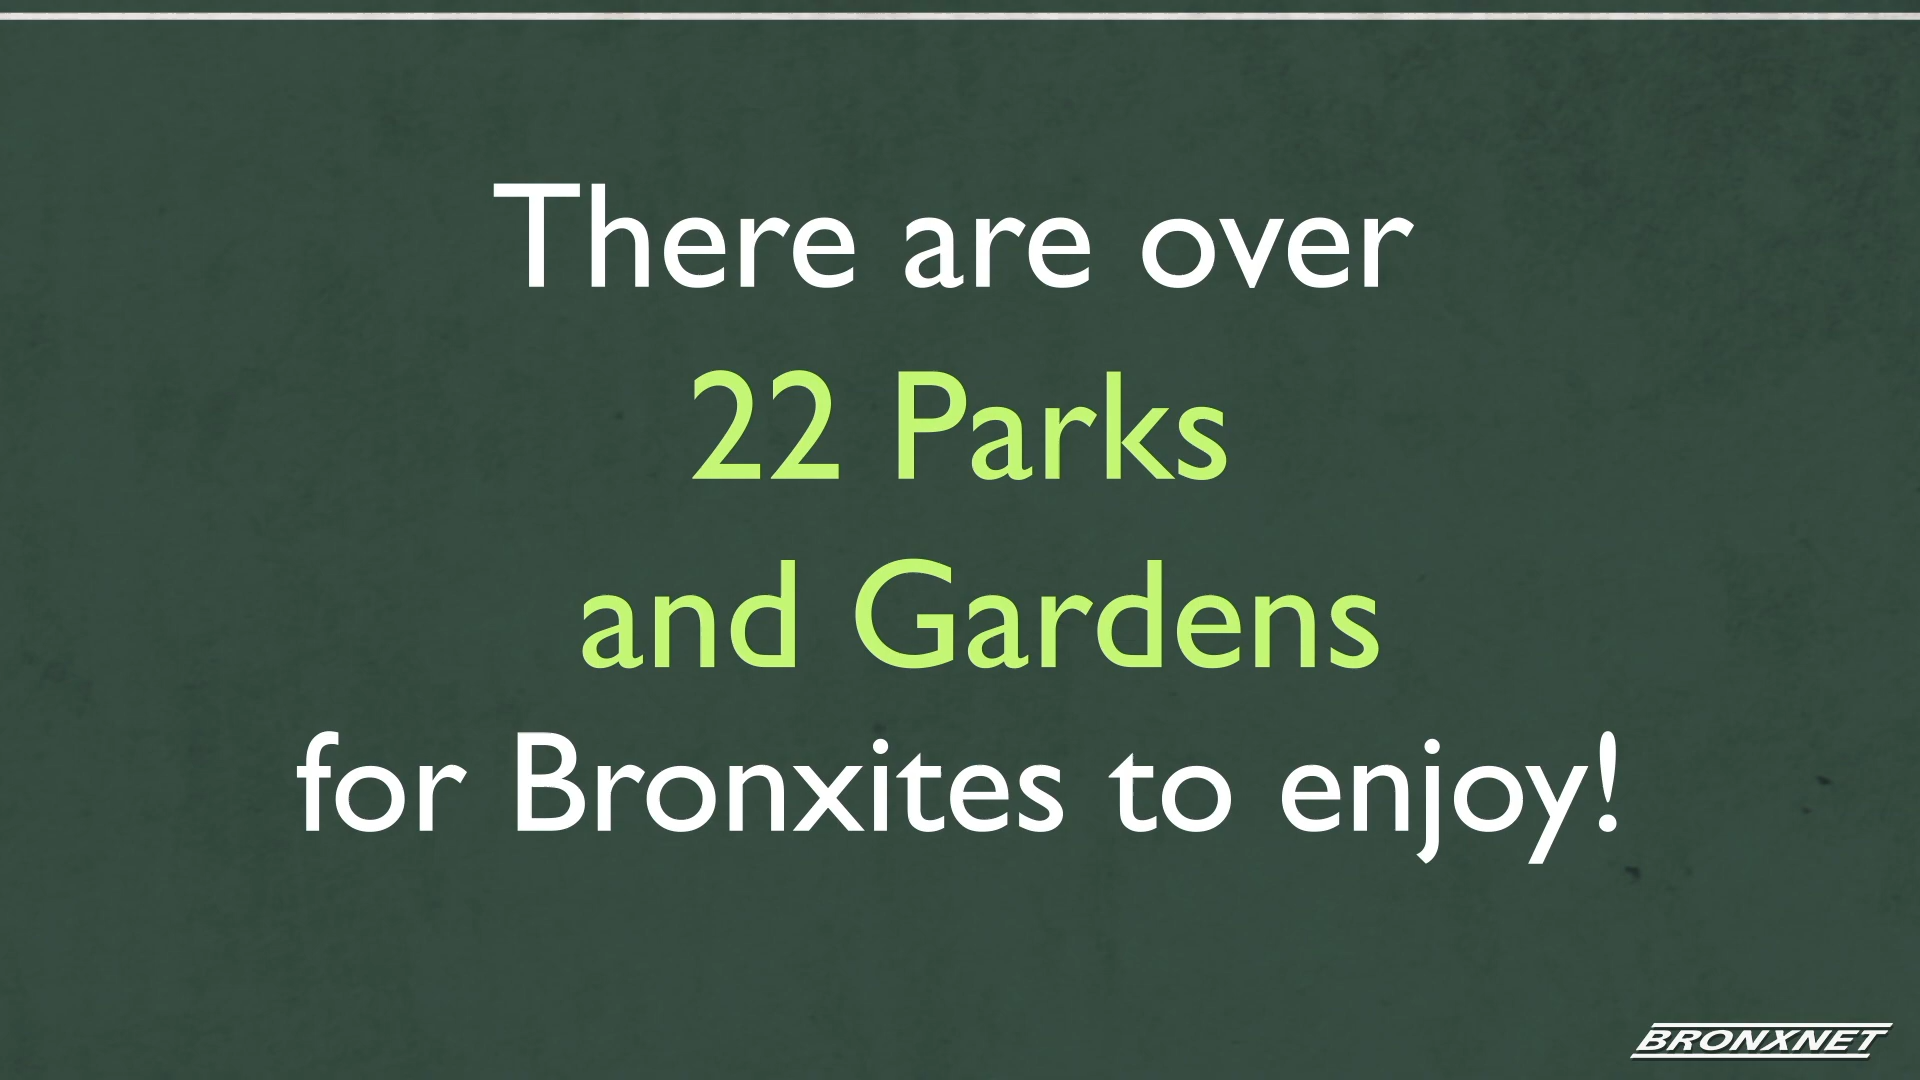 There are over
22 Parks
and Gardens
for Bronxites to enjoy!
BRONXNET